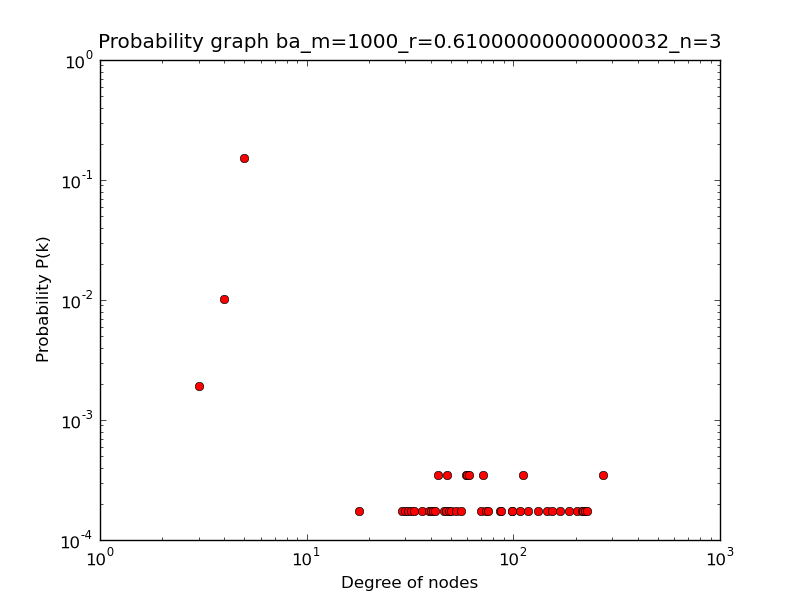 Probability graph ba_m=1000_r=0.61000000000000032_n=3
10^0
10^-1
10^-2
10^-3
10^-4
Probability P(k)
10^0 10^1 10^2 10^3
Degree of nodes